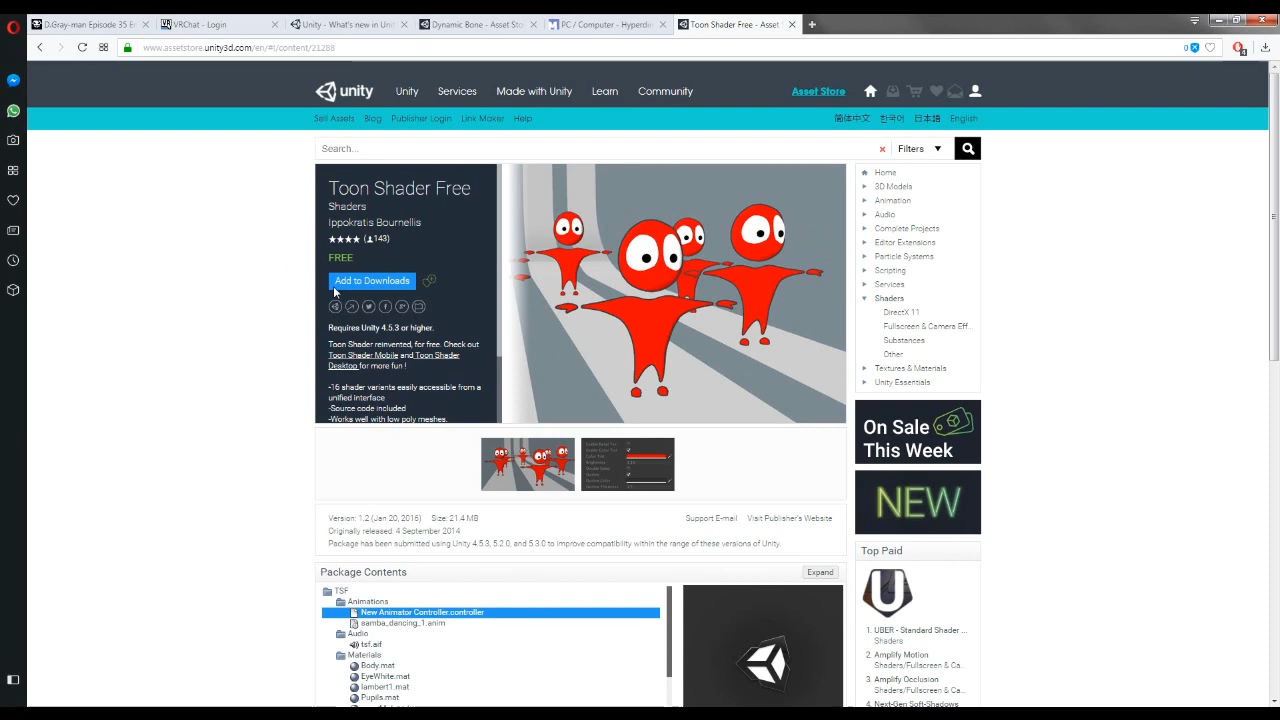 D.Gray-man Episode 35 E
VRChat - Login
Unity - What's new in Unit
Dynamic Bone - Asset Sto
PC / Computer - Hyperdim
Toon Shader Free - Asset
www.assetstore.unity3d.com/en/#!/content/21288
0
unity
Unity
Services
Made with Unity
Learn
Community
Asset Store
Sell Assets
Blog
Publisher Login
Link Maker
Help
简体中文
한국어
日本語
English
Search...
Filters
Toon Shader Free
Shaders
Ippokratis Bournellis
(143)
FREE
Add to Downloads
Requires Unity 4.5.3 or higher.
Toon Shader reinvented, for free. Check out
Toon Shader Mobile and Toon Shader
Desktop for more fun !
-16 shader variants easily accessible from a
unified interface
-Source code included
-Works well with low poly meshes.
Home
3D Models
Animation
Audio
Complete Projects
Editor Extensions
Particle Systems
Scripting
Services
Shaders
DirectX 11
Fullscreen & Camera Eff...
Substances
Other
Textures & Materials
Unity Essentials
On Sale
This Week
NEW
Version: 1.2 (Jan 20, 2016) Size: 21.4 MB
Support E-mail
Visit Publisher's Website
Originally released: 4 September 2014
Package has been submitted using Unity 4.5.3, 5.2.0, and 5.3.0 to improve compatibility within the range of these versions of Unity.
Package Contents
Expand
TSF
Animations
New Animator Controller.controller
samba_dancing_1.anim
Audio
tsf.aif
Materials
Body.mat
EyeWhite.mat
lambert1.mat
Pupils.mat
Top Paid
1. UBER - Standard Shader ...
Shaders
2. Amplify Motion
Shaders/Fullscreen & Ca...
3. Amplify Occlusion
Shaders/Fullscreen & Ca...
4. Next-Gen Soft-Shadows